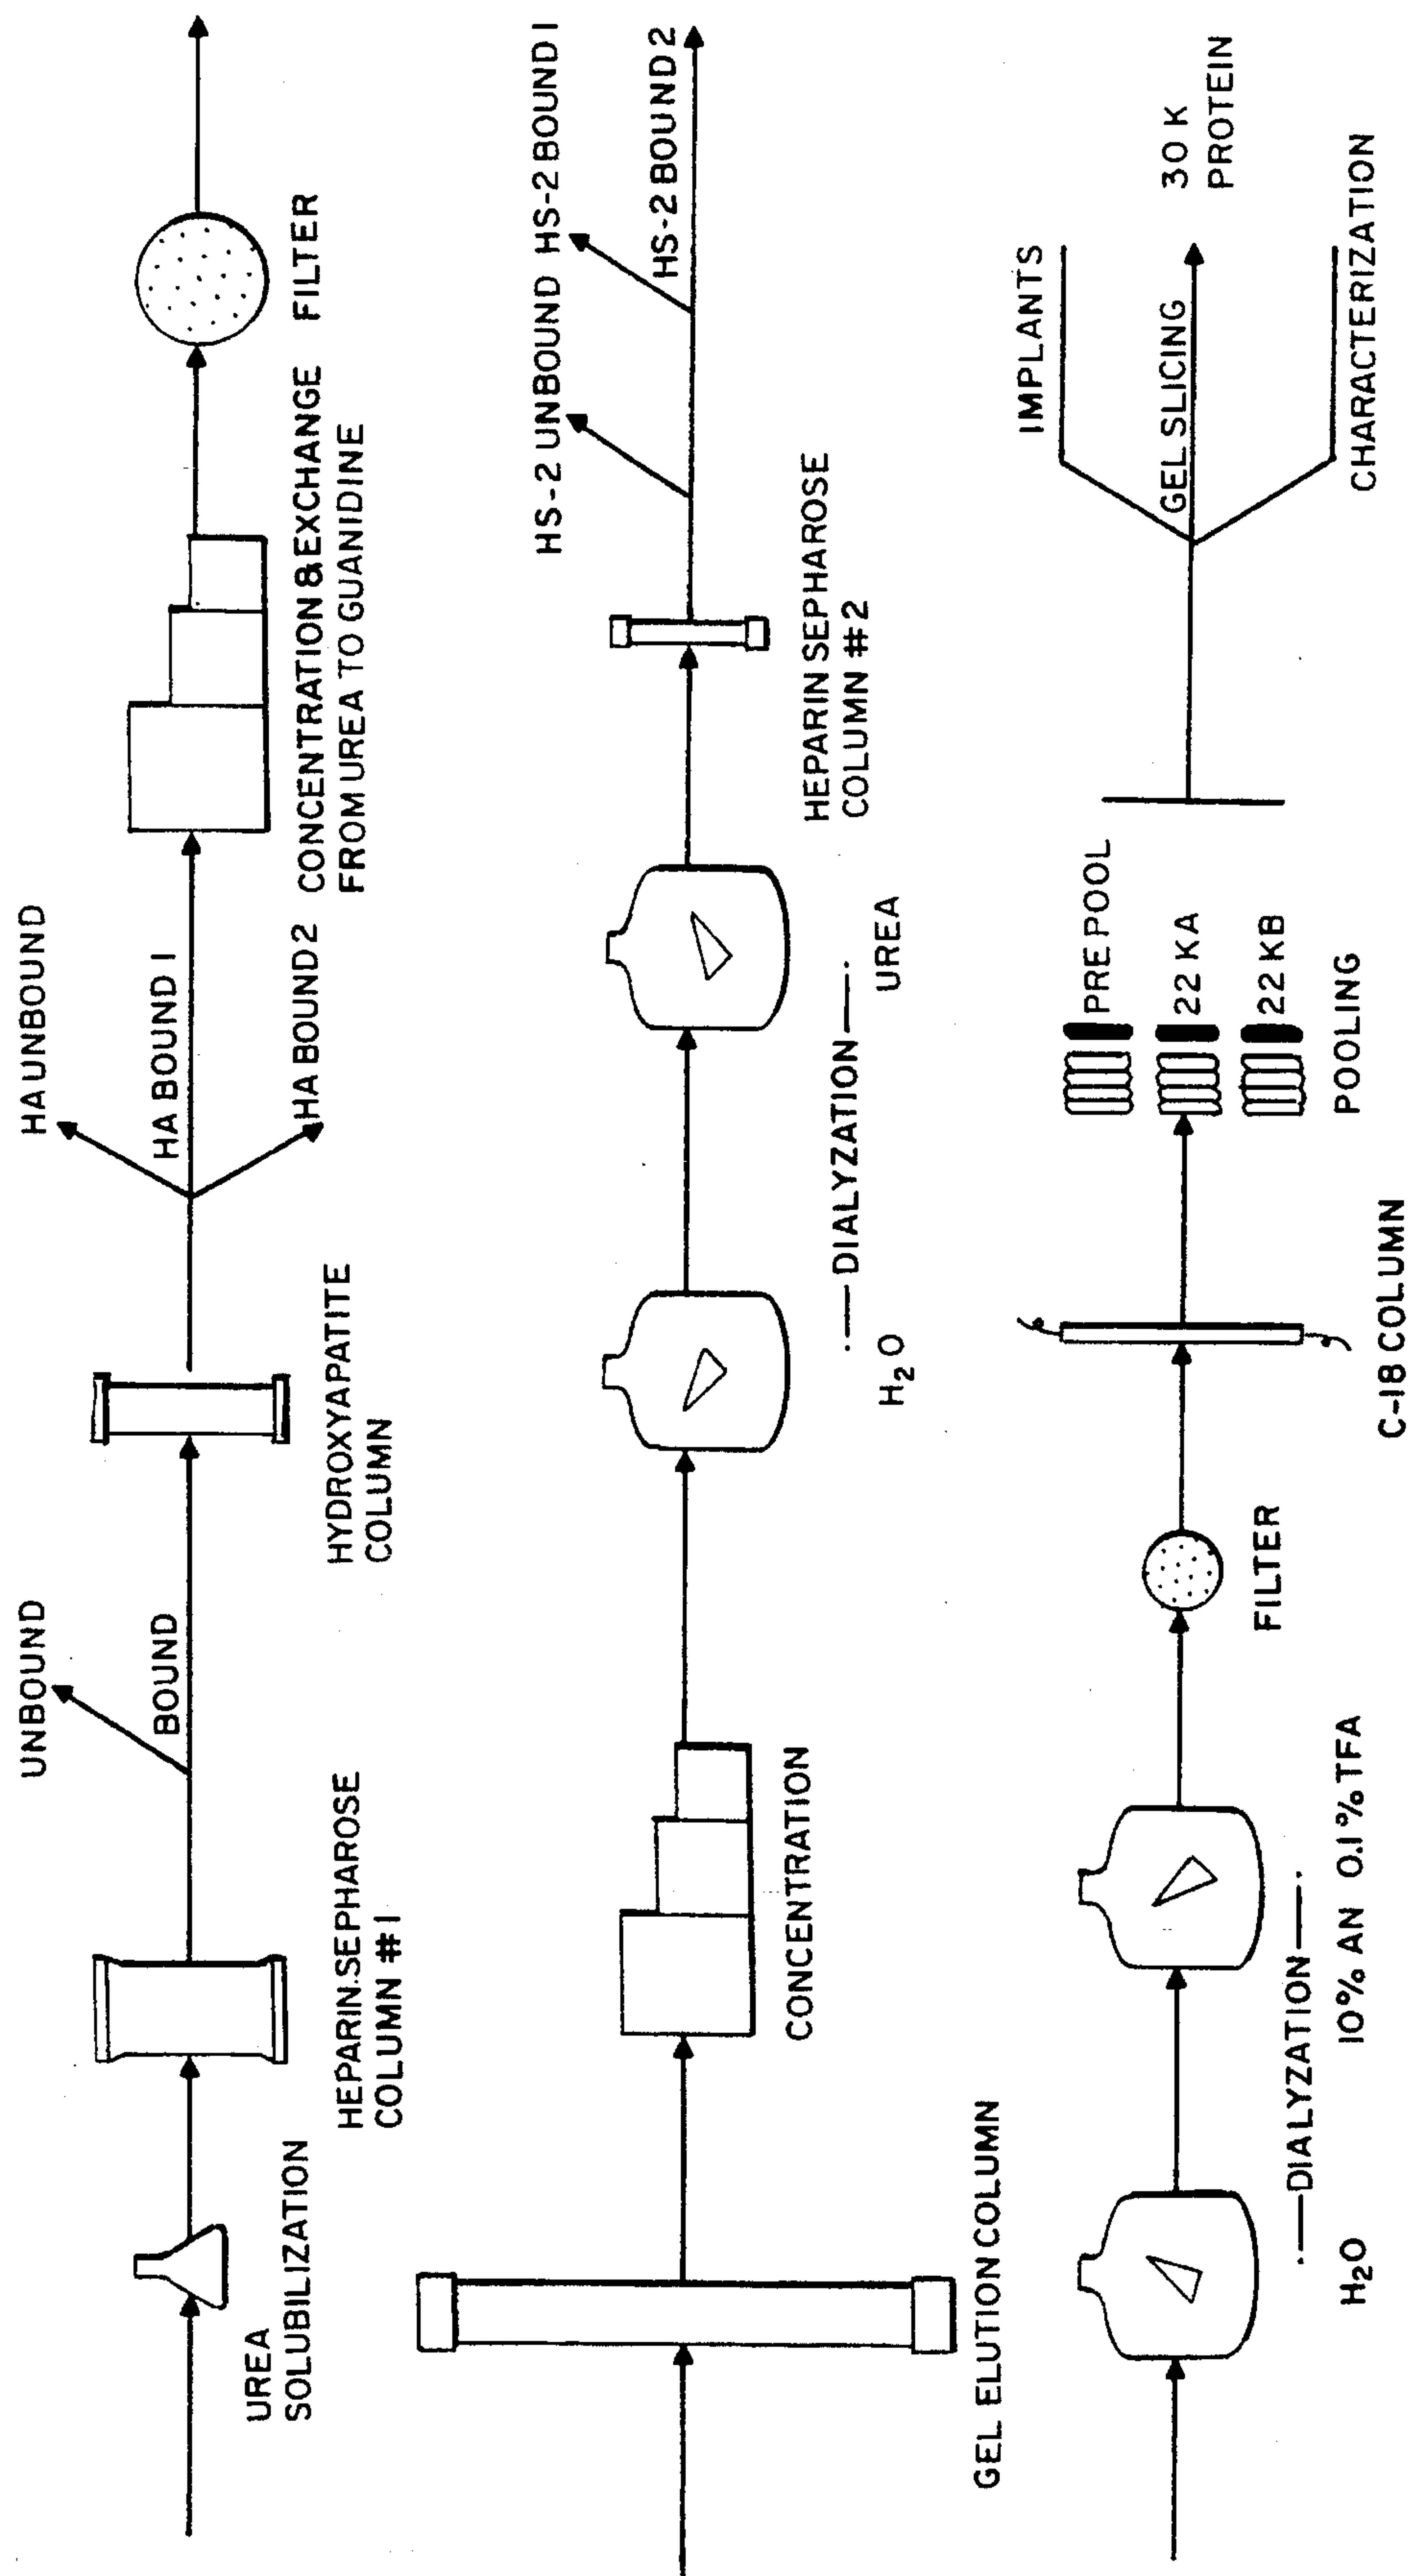 UREA
SOLUBILIZATION
HEPARIN.SEPHAROSE
COLUMN #1
UNBOUND
BOUND
HYDROXYAPATITE
COLUMN
HA UNBOUND
HA BOUND 1
HA BOUND 2
CONCENTRATION & EXCHANGE
FROM UREA TO GUANIDINE
FILTER
GEL ELUTION COLUMN
CONCENTRATION
H2O
DIALYZATION
UREA
HEPARIN SEPHAROSE
COLUMN #2
HS-2 UNBOUND
HS-2 BOUND 1
HS-2 BOUND 2
H2O
DIALYZATION
10% AN 0.1% TFA
FILTER
C-18 COLUMN
PREPOOL
22 KA
22 KB
POOLING
IMPLANTS
GEL SLICING
30 K
PROTEIN
CHARACTERIZATION